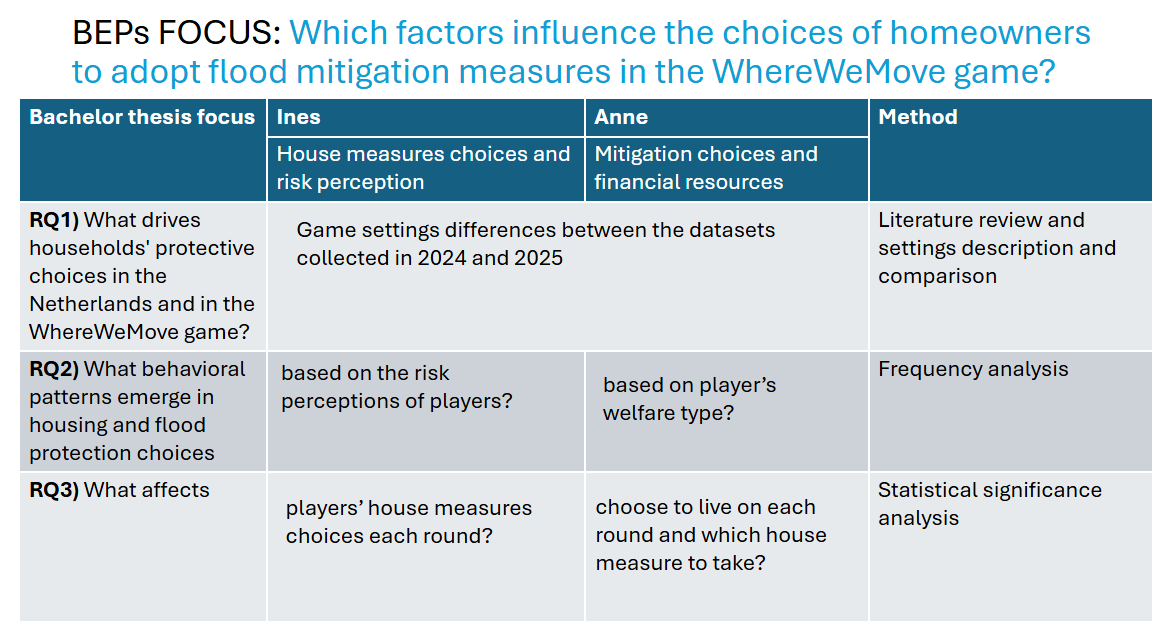 BEPs FOCUS: Which factors influence the choices of homeowners
to adopt flood mitigation measures in the WhereWeMove game?
Bachelor thesis focus
Ines
Anne
Method
House measures choices and
risk perception
Mitigation choices and
financial resources
RQ1) What drives
households' protective
choices in the
Netherlands and in the
WhereWeMove game?
Game settings differences between the datasets
collected in 2024 and 2025
Literature review and
settings description and
comparison
RQ2) What behavioral
patterns emerge in
housing and flood
protection choices
based on the risk
perceptions of players?
based on player’s
welfare type?
Frequency analysis
RQ3) What affects
players’ house measures
choices each round?
choose to live on each
round and which house
measure to take?
Statistical significance
analysis